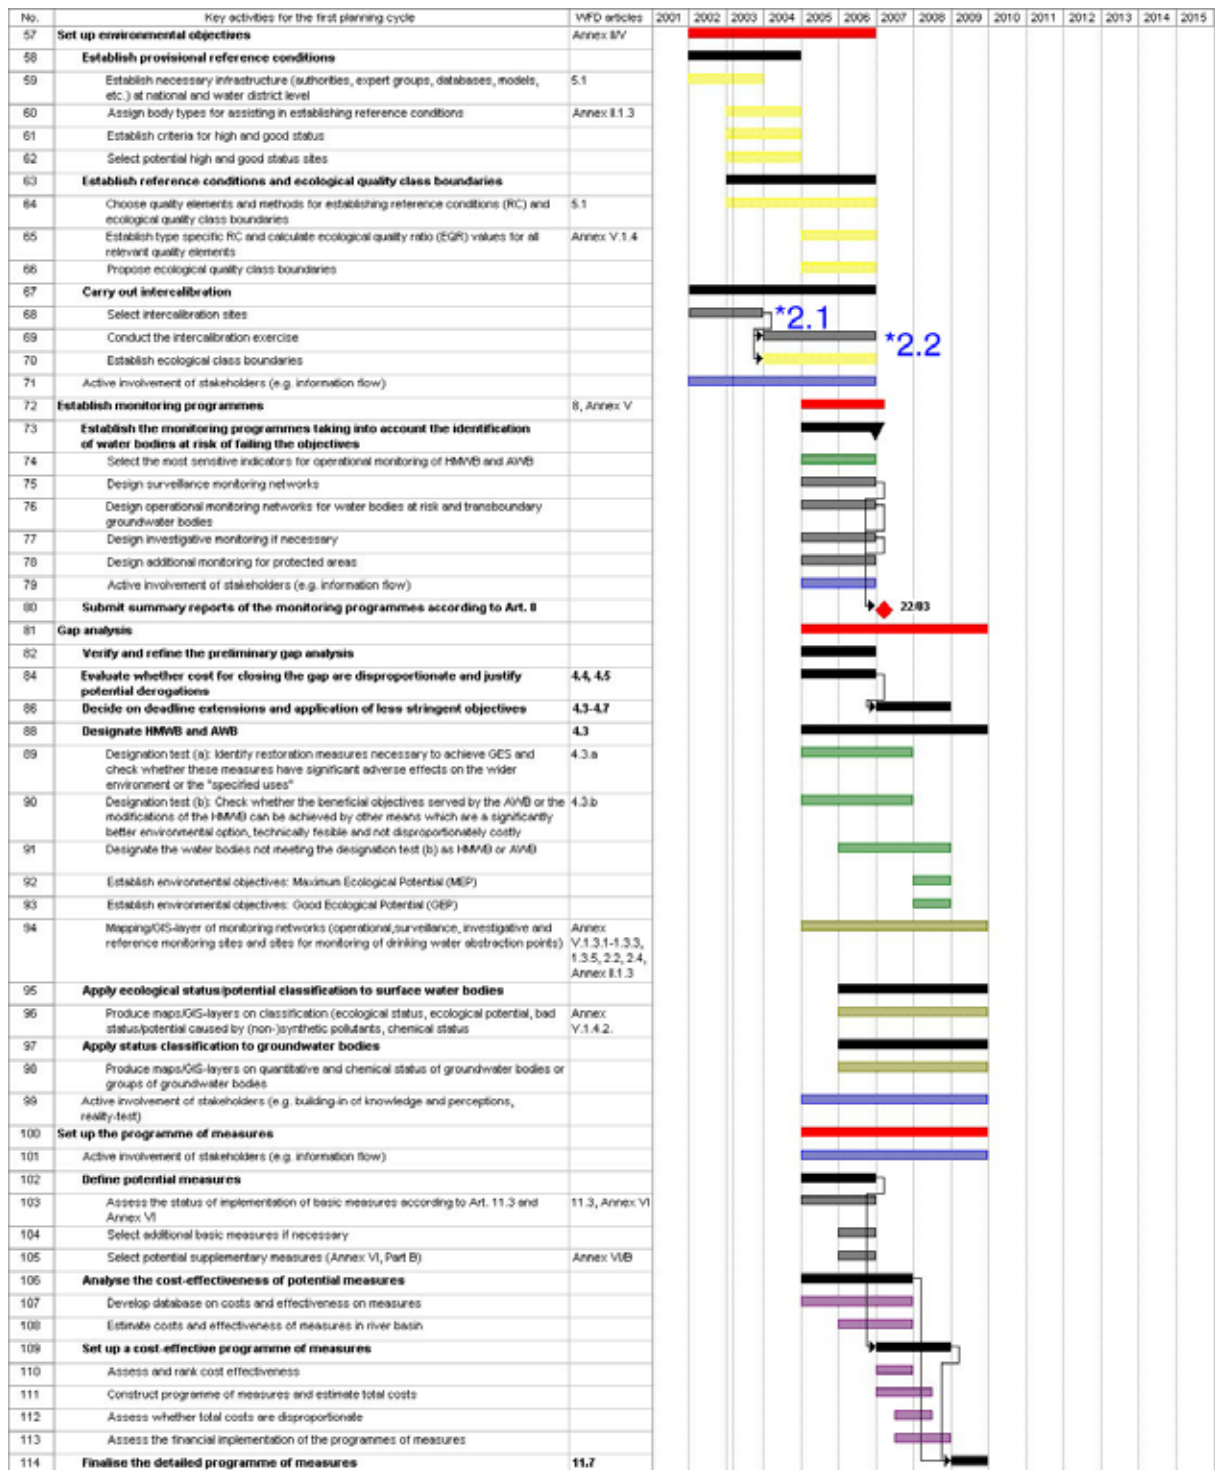 No. Key activities for the first planning cycle WFD articles 2001 2002 2003 2004 2005 2006 2007 2008 2009 2010 2011 2012 2013 2014 2015
57 Set up environmental objectives Annex II/V
58 Establish provisional reference conditions
59 Establish necessary infrastructure (authorities, expert groups, databases, models, 5.1
etc.) at national and water district level
60 Assign body types for assisting in establishing reference conditions Annex II.1.3
61 Establish criteria for high and good status
62 Select potential high and good status sites
63 Establish reference conditions and ecological quality class boundaries
64 Choose quality elements and methods for establishing reference conditions (RC) and 5.1
ecological quality class boundaries
65 Establish type specific RC and calculate ecological quality ratio (EQR) values for all Annex V.1.4
relevant quality elements
66 Propose ecological quality class boundaries
67 Carry out intercalibration
68 Select intercalibration sites *2.1
69 Conduct the intercalibration exercise *2.2
70 Establish ecological class boundaries
71 Active involvement of stakeholders (e.g. information flow)
72 Establish monitoring programmes 8, Annex V
73 Establish the monitoring programmes taking into account the identification
of water bodies at risk of failing the objectives
74 Select the most sensitive indicators for operational monitoring of HMWB and AWB
75 Design surveillance monitoring networks
76 Design operational monitoring networks for water bodies at risk and transboundary
groundwater bodies
77 Design investigative monitoring if necessary
78 Design additional monitoring for protected areas
79 Active involvement of stakeholders (e.g. information flow)
80 Submit summary reports of the monitoring programmes according to Art. 8 22/03
81 Gap analysis
82 Verify and refine the preliminary gap analysis
84 Evaluate whether cost for closing the gap are disproportionate and justify 4.4, 4.5
potential derogations
86 Decide on deadline extensions and application of less stringent objectives 4.3-4.7
88 Designate HMWB and AWB 4.3
89 Designation test (a): Identify restoration measures necessary to achieve GES and 4.3.a
check whether these measures have significant adverse effects on the wider
environment or the "specified uses"
90 Designation test (b): Check whether the beneficial objectives served by the AWB or the 4.3.b
modifications of the HMWB can be achieved by other means which are a significantly
better environmental option, technically fesible and not disproportionately costly
91 Designate the water bodies not meeting the designation test (b) as HMWB or AWB
92 Establish environmental objectives: Maximum Ecological Potential (MEP)
93 Establish environmental objectives: Good Ecological Potential (GEP)
94 Mapping/GIS-layer of monitoring networks (operational,surveillance, investigative and Annex
reference monitoring sites and sites for monitoring of drinking water abstraction points) V.1.3.1-1.3.3,
1.3.5, 2.2, 2.4,
Annex II.1.3
95 Apply ecological status/potential classification to surface water bodies
96 Produce maps/GIS-layers on classification (ecological status, ecological potential, bad Annex
status/potential caused by (non-)synthetic pollutants, chemical status V.1.4.2.
97 Apply status classification to groundwater bodies
98 Produce maps/GIS-layers on quantitative and chemical status of groundwater bodies or
groups of groundwater bodies
99 Active involvement of stakeholders (e.g. building-in of knowledge and perceptions,
reality-test)
100 Set up the programme of measures
101 Active involvement of stakeholders (e.g. information flow)
102 Define potential measures
103 Assess the status of implementation of basic measures according to Art. 11.3 and 11.3, Annex VI
Annex VI
104 Select additional basic measures if necessary
105 Select potential supplementary measures (Annex VI, Part B) Annex VI/B
106 Analyse the cost-effectiveness of potential measures
107 Develop database on costs and effectiveness on measures
108 Estimate costs and effectiveness of measures in river basin
109 Set up a cost-effective programme of measures
110 Assess and rank cost effectiveness
111 Construct programme of measures and estimate total costs
112 Assess whether total costs are disproportionate
113 Assess the financial implementation of the programmes of measures
114 Finalise the detailed programme of measures 11.7